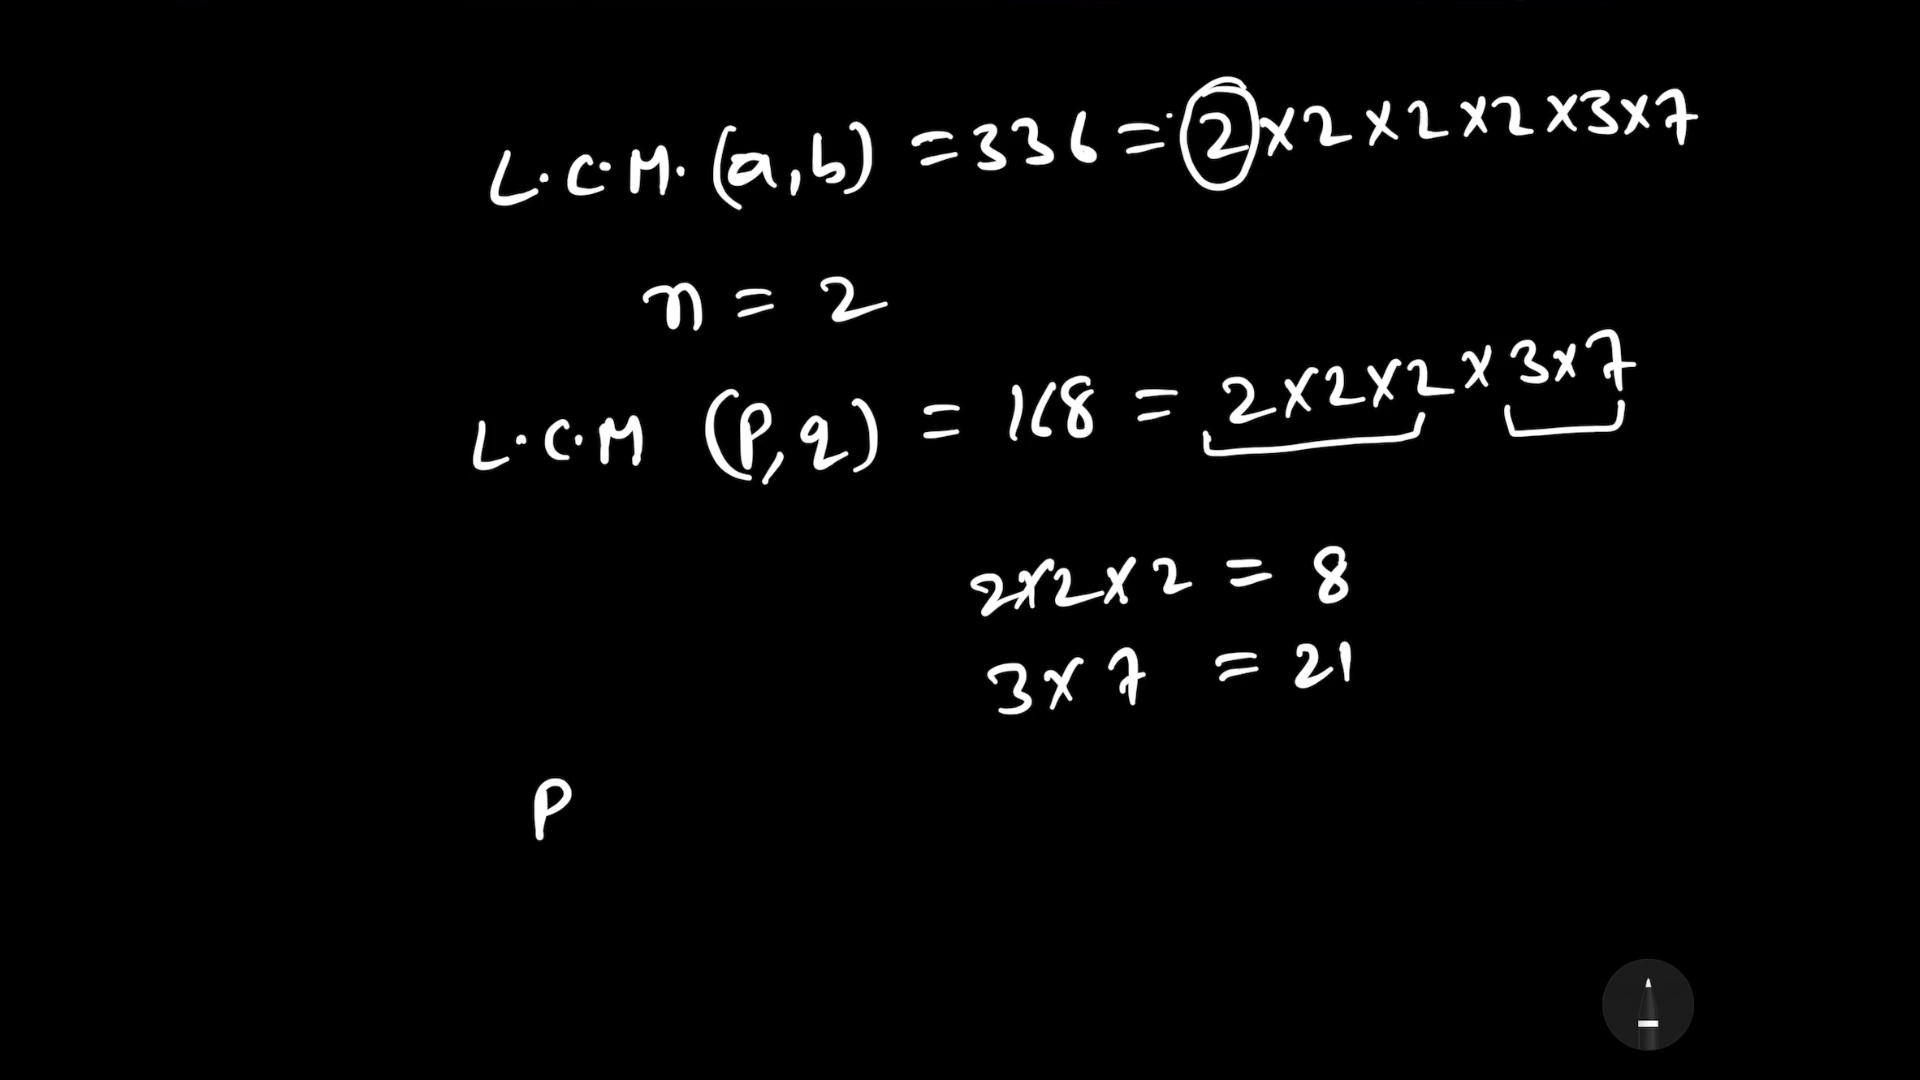 L.C.M. (a,b) = 336 = 2 × 2 × 2 × 2 × 3 × 7
n = 2
L.C.M (P,q) = 168 = 2 × 2 × 2 × 3 × 7
2 × 2 × 2 = 8
3 × 7 = 21
P